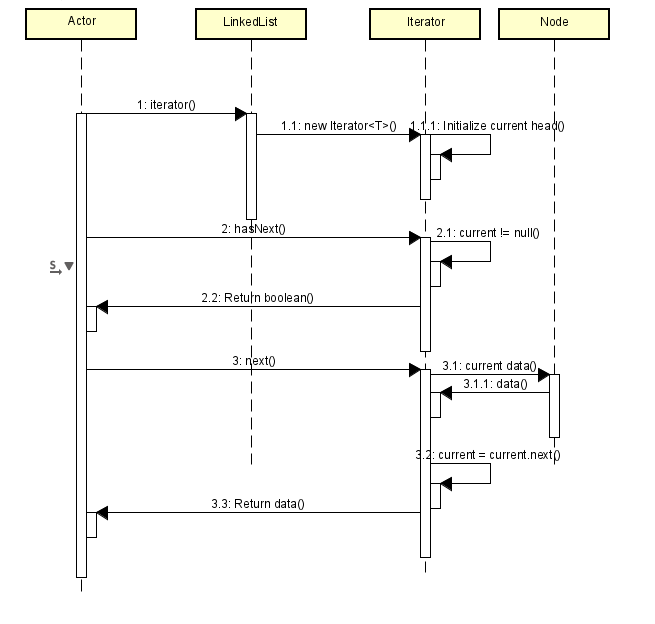 Actor
LinkedList
Iterator
Node
1: iterator()
1.1: new Iterator<T>()
1.1.1: Initialize current head()
2: hasNext()
2.1: current != null()
S
2.2: Return boolean()
3: next()
3.1: current data()
3.1.1: data()
3.2: current = current.next()
3.3: Return data()